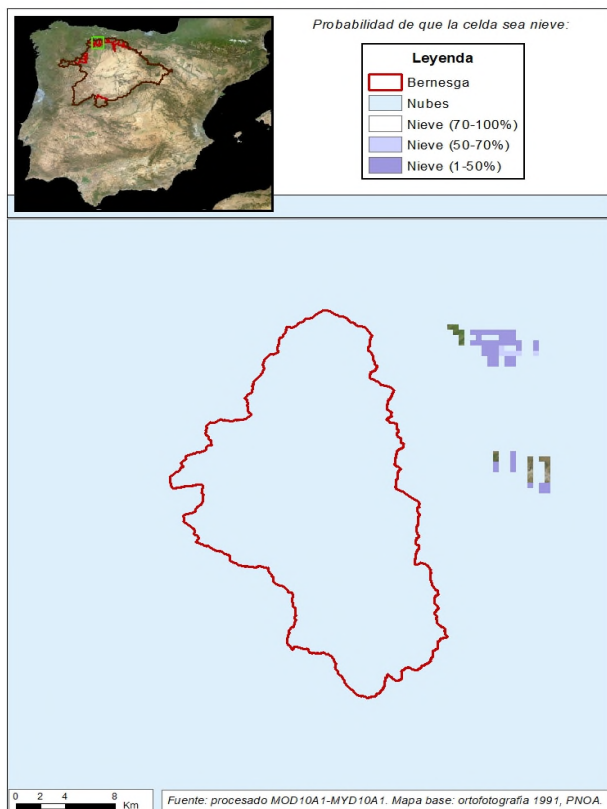 Probabilidad de que la celda sea nieve:
Leyenda
Bernesga
Nubes
Nieve (70-100%)
Nieve (50-70%)
Nieve (1-50%)
0 2 4 8
Km
Fuente: procesado MOD10A1-MYD10A1. Mapa base: ortofotografía 1991, PNOA